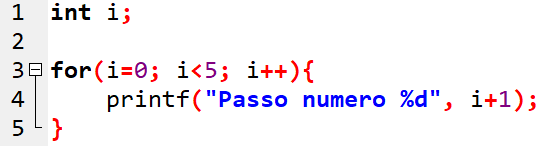 1 int i;
2
3 for(i=0; i<5; i++){
4     printf("Passo numero %d", i+1);
5 }